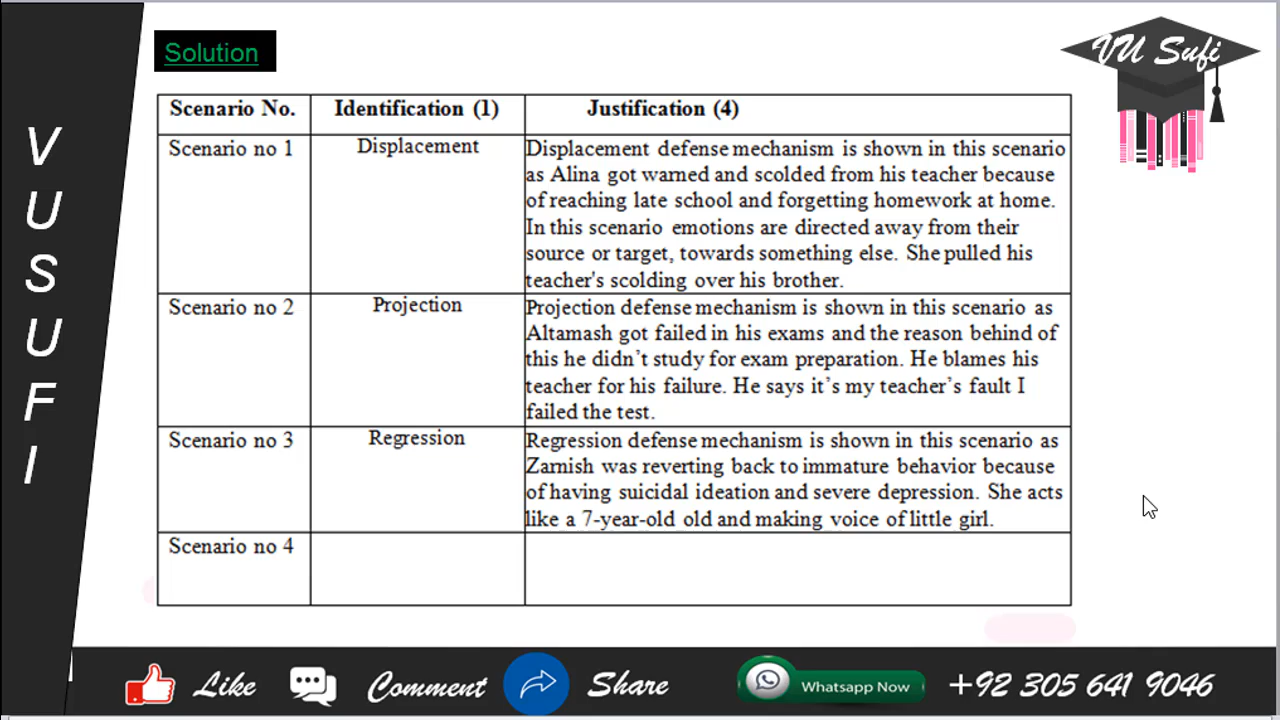 Solution
VU Sufi
V
U
S
U
F
I
Scenario No. Identification (1) Justification (4)
Scenario no 1 Displacement Displacement defense mechanism is shown in this scenario
as Alina got warned and scolded from his teacher because
of reaching late school and forgetting homework at home.
In this scenario emotions are directed away from their
source or target, towards something else. She pulled his
teacher's scolding over his brother.
Scenario no 2 Projection Projection defense mechanism is shown in this scenario as
Altamash got failed in his exams and the reason behind of
this he didn't study for exam preparation. He blames his
teacher for his failure. He says it's my teacher's fault I
failed the test.
Scenario no 3 Regression Regression defense mechanism is shown in this scenario as
Zarnish was reverting back to immature behavior because
of having suicidal ideation and severe depression. She acts
like a 7-year-old old and making voice of little girl.
Scenario no 4
Like Comment Share Whatsapp Now +92 305 641 9046